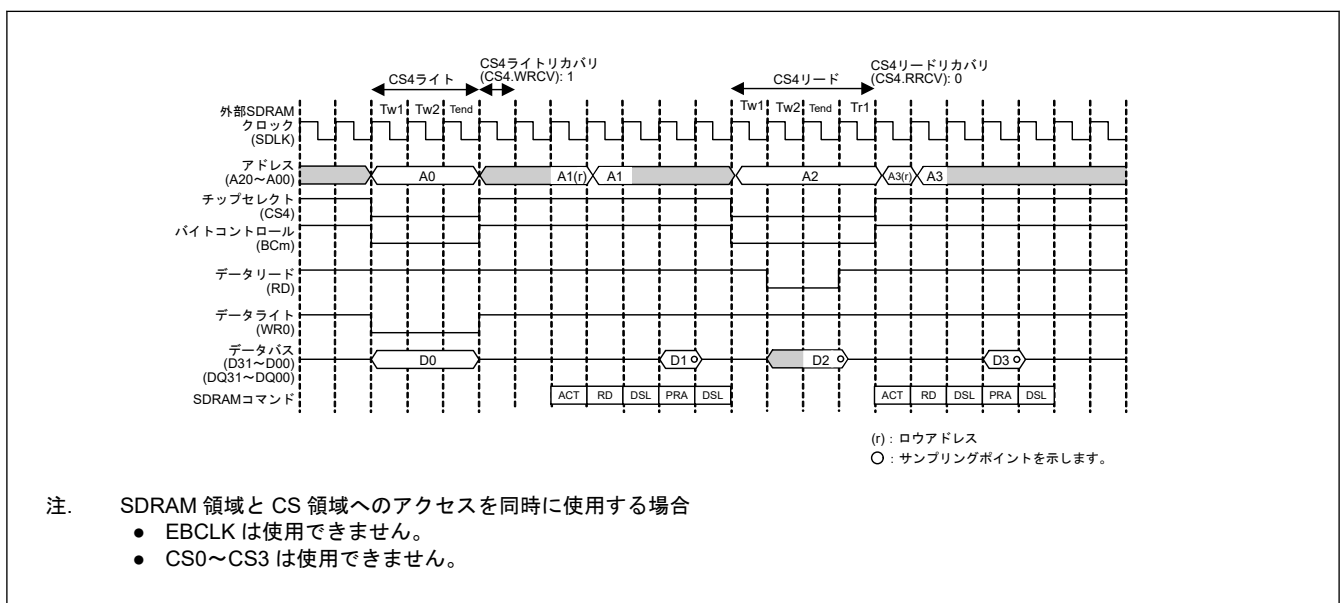 CS4ライト
CS4ライトリカバリ
(CS4.WRCV): 1
CS4リード
CS4リードリカバリ
(CS4.RRCV): 0
外部SDRAM
クロック
(SDLK)
Tw1 Tw2 Tend
Tw1 Tw2 Tend Tr1
アドレス
(A20～A00)
A0 A1(r) A1 A2 A3(r) A3
チップセレクト
(CS4)
バイトコントロール
(BCm)
データリード
(RD)
データライト
(WR0)
データバス
(D31～D00)
(DQ31～DQ00)
D0 D1 D2 D3
SDRAMコマンド
ACT RD DSL PRA DSL ACT RD DSL PRA DSL
(r) : ロウアドレス
○ : サンプリングポイントを示します。
注. SDRAM 領域と CS 領域へのアクセスを同時に使用する場合
● EBCLK は使用できません。
● CS0～CS3 は使用できません。